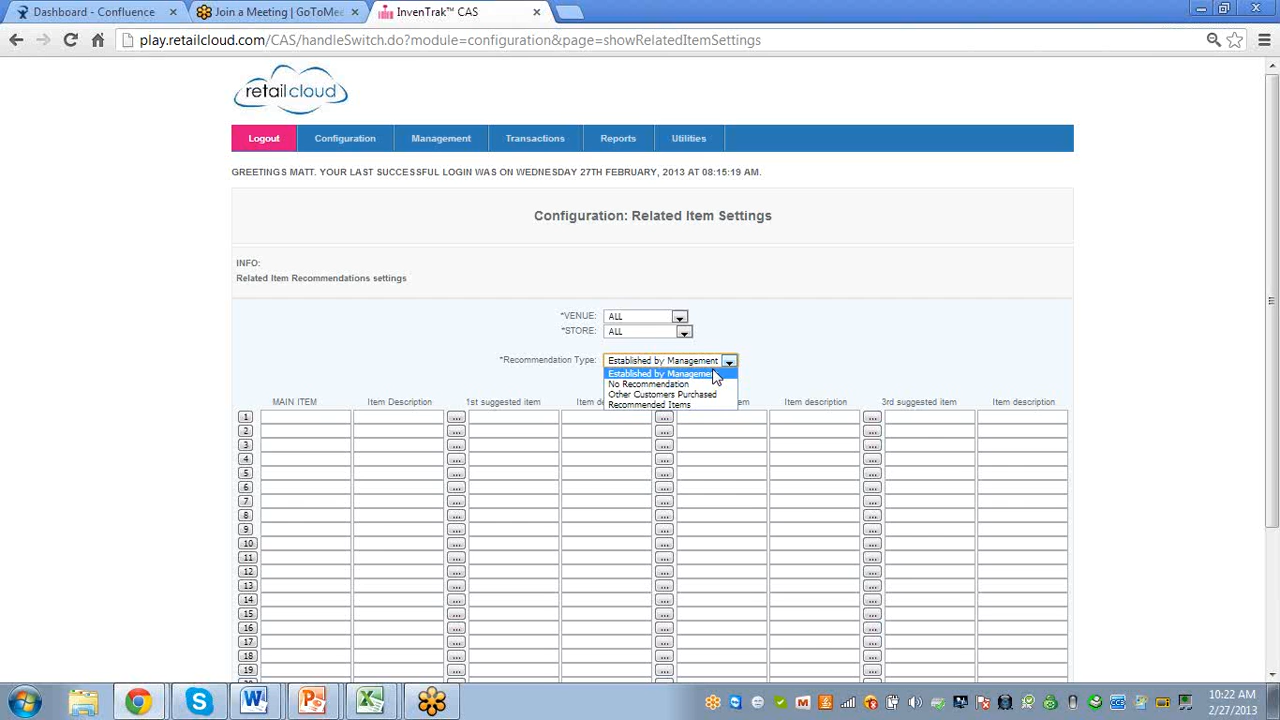 Dashboard - Confluence
Join a Meeting | GoToMee
InvenTrak™ CAS
play.retailcloud.com/CAS/handleSwitch.do?module=configuration&page=showRelatedItemSettings
retailcloud
Logout Configuration Management Transactions Reports Utilities
GREETINGS MATT. YOUR LAST SUCCESSFUL LOGIN WAS ON WEDNESDAY 27TH FEBRUARY, 2013 AT 08:15:19 AM.
Configuration: Related Item Settings
INFO:
Related Item Recommendations settings
*VENUE: ALL
*STORE: ALL
*Recommendation Type: Established by Management
Established by Management
No Recommendation
Other Customers Purchased
Recommended Items
MAIN ITEM Item Description 1st suggested item Item de em Item description 3rd suggested item Item description
1 ... ... ...
2 ... ... ...
3 ... ... ...
4 ... ... ...
5 ... ... ...
6 ... ... ...
7 ... ... ...
8 ... ... ...
9 ... ... ...
10 ... ... ...
11 ... ... ...
12 ... ... ...
13 ... ... ...
14 ... ... ...
15 ... ... ...
16 ... ... ...
17 ... ... ...
18 ... ... ...
19 ... ... ...
10:22 AM
2/27/2013